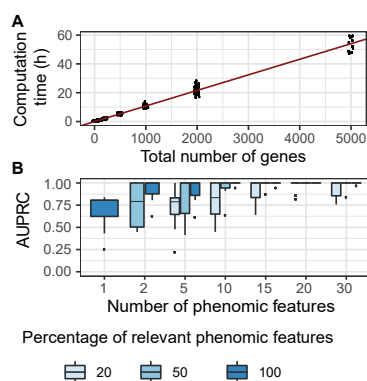 A
Computation
time (h)
60
40
20
0
0 1000 2000 3000 4000 5000
Total number of genes
B
AUPRC
1.00
0.75
0.50
0.25
0.00
1 2 5 10 15 20 30
Number of phenomic features
Percentage of relevant phenomic features
20 50 100